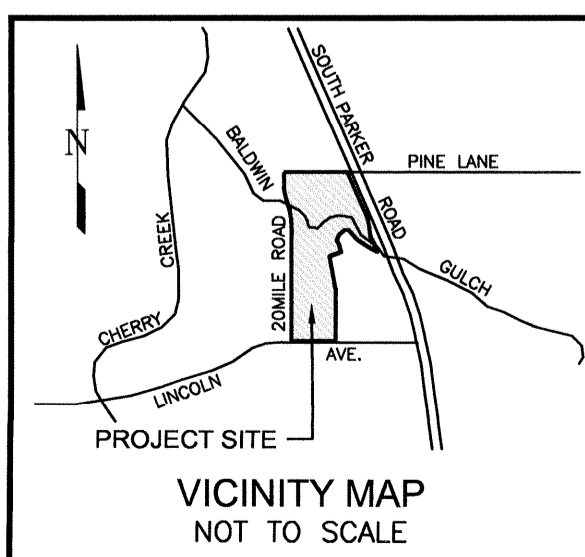 N
SOUTH PARKER ROAD
PINE LANE
BALDWIN GULCH
20MILE ROAD
CHERRY CREEK
LINCOLN AVE.
PROJECT SITE
VICINITY MAP
NOT TO SCALE